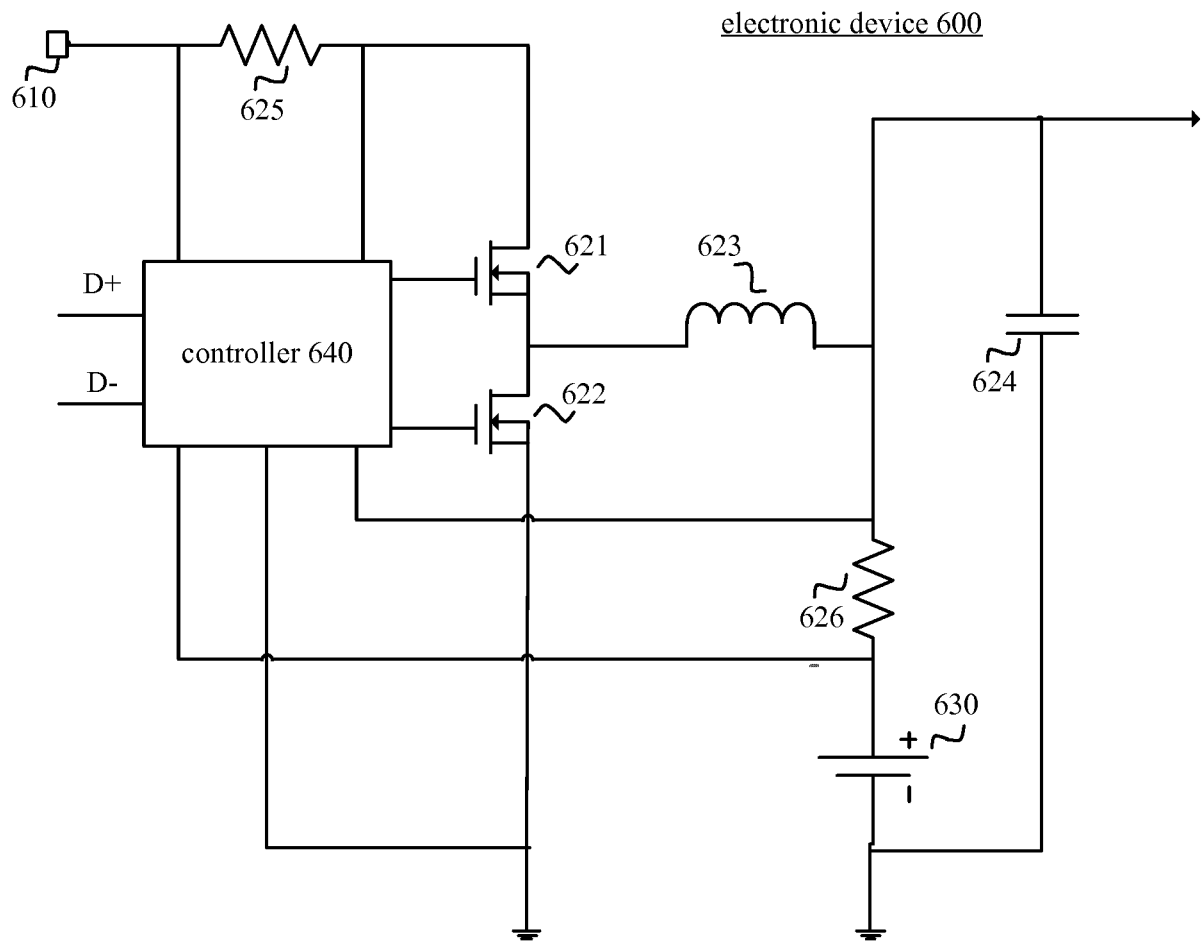 electronic device 600
610
625
621
623
D+
controller 640
D-
622
624
626
630
+
-